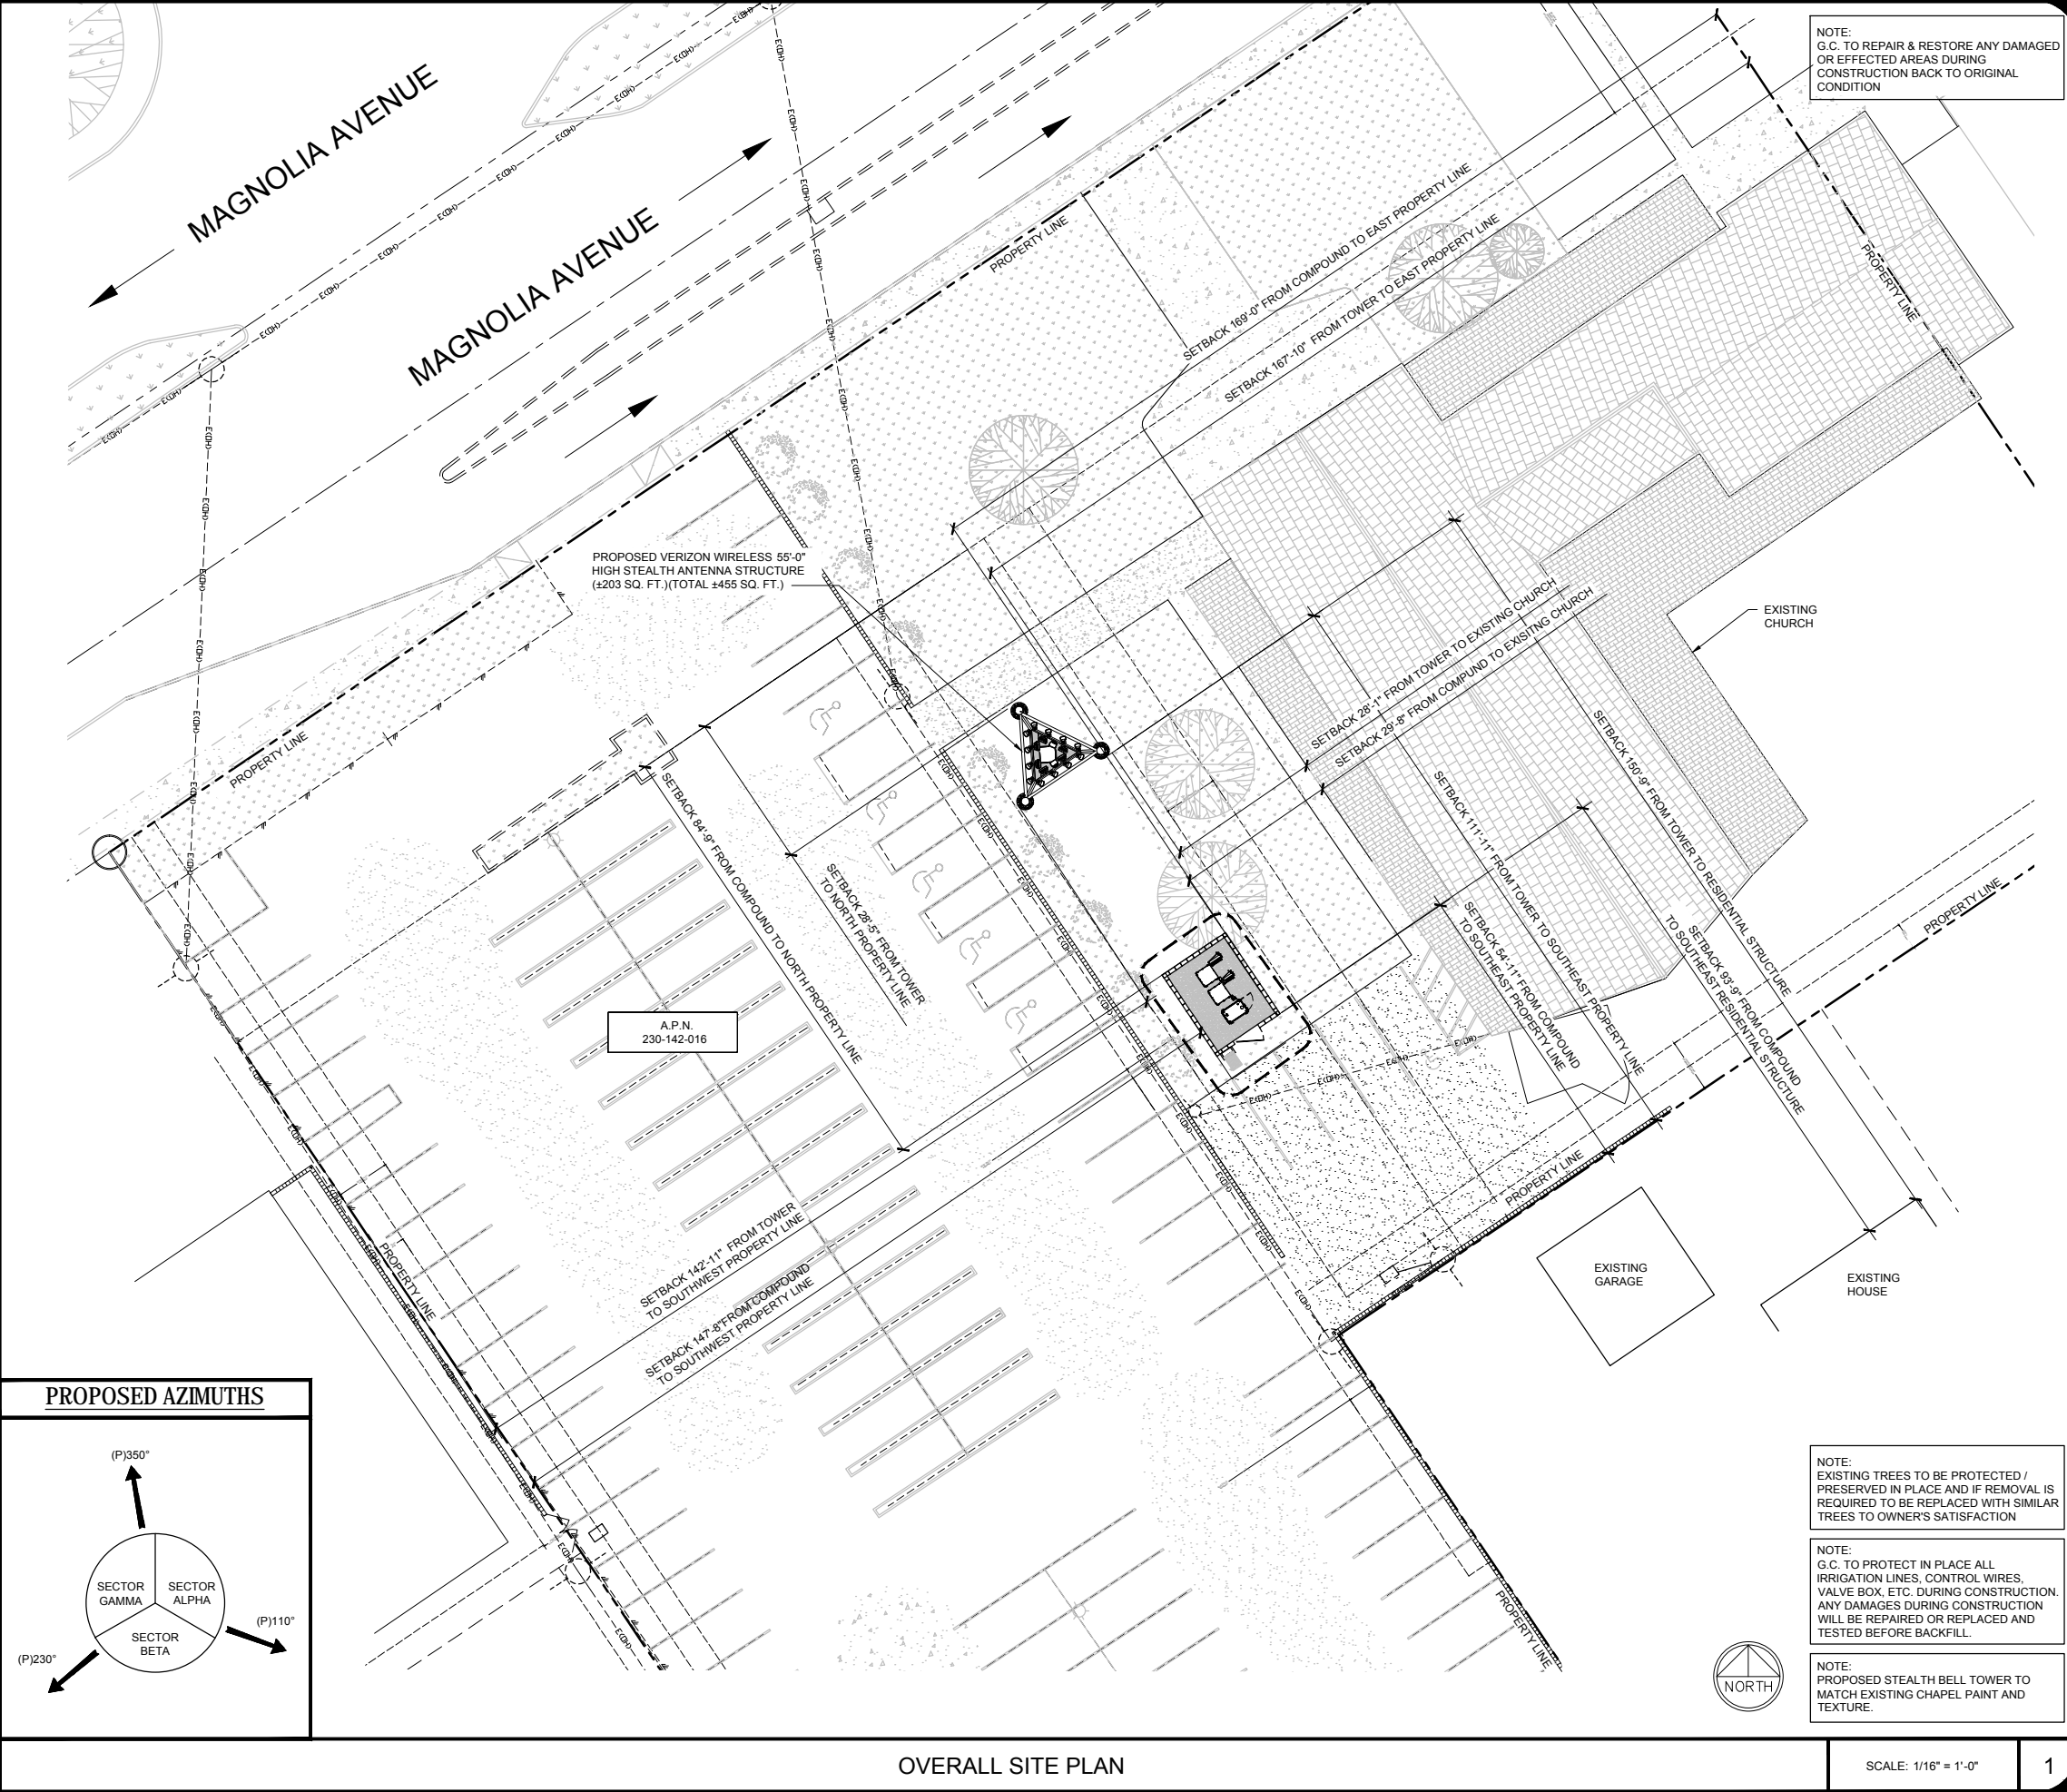 NOTE:
G.C. TO REPAIR & RESTORE ANY DAMAGED
OR EFFECTED AREAS DURING
CONSTRUCTION BACK TO ORIGINAL
CONDITION
MAGNOLIA AVENUE
MAGNOLIA AVENUE
PROPERTY LINE
SETBACK 169'-0" FROM COMPOUND TO EAST PROPERTY LINE
SETBACK 167'-10" FROM TOWER TO EAST PROPERTY LINE
PROPERTY LINE
PROPOSED VERIZON WIRELESS 55'-0"
HIGH STEALTH ANTENNA STRUCTURE
(±203 SQ. FT.)(TOTAL ±455 SQ. FT.)
EXISTING
CHURCH
SETBACK 28'-1" FROM TOWER TO EXISTING CHURCH
SETBACK 29'-8" FROM COMPUND TO EXISITNG CHURCH
PROPERTY LINE
SETBACK 84'-9" FROM COMPOUND TO NORTH PROPERTY LINE
SETBACK 28'-5" FROM TOWER
TO NORTH PROPERTY LINE
SETBACK 150'-9" FROM TOWER TO RESIDENTIAL STRUCTURE
SETBACK 111'-11" FROM TOWER TO SOUTHEAST PROPERTY LINE
SETBACK 54'-11" FROM COMPOUND
TO SOUTHEAST PROPERTY LINE
SETBACK 93'-9" FROM COMPOUND
TO SOUTHEAST RESIDENTIAL STRUCTURE
PROPERTY LINE
A.P.N.
230-142-016
PROPERTY LINE
SETBACK 142-11" FROM TOWER
TO SOUTHWEST PROPERTY LINE
SETBACK 147'-8"FROM COMPOUND
TO SOUTHWEST PROPERTY LINE
PROPERTY LINE
EXISTING
GARAGE
EXISTING
HOUSE
PROPERTY LINE
PROPOSED AZIMUTHS
(P)350°
SECTOR
GAMMA
SECTOR
ALPHA
SECTOR
BETA
(P)110°
(P)230°
NOTE:
EXISTING TREES TO BE PROTECTED /
PRESERVED IN PLACE AND IF REMOVAL IS
REQUIRED TO BE REPLACED WITH SIMILAR
TREES TO OWNER'S SATISFACTION
NOTE:
G.C. TO PROTECT IN PLACE ALL
IRRIGATION LINES, CONTROL WIRES,
VALVE BOX, ETC. DURING CONSTRUCTION.
ANY DAMAGES DURING CONSTRUCTION
WILL BE REPAIRED OR REPLACED AND
TESTED BEFORE BACKFILL.
NOTE:
PROPOSED STEALTH BELL TOWER TO
MATCH EXISTING CHAPEL PAINT AND
TEXTURE.
NORTH
OVERALL SITE PLAN
SCALE: 1/16" = 1'-0"
1